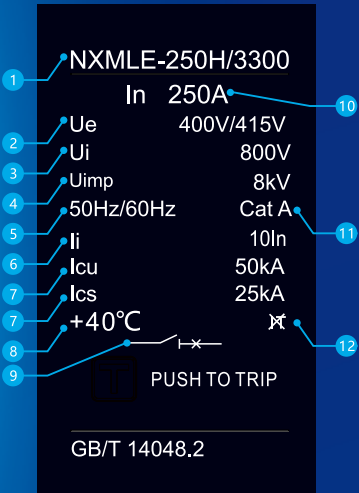 1 NXMLE-250H/3300
In 250A 10
2 Ue 400V/415V
3 Ui 800V
4 Uimp 8kV
5 50Hz/60Hz Cat A 11
6 Ii 10In
7 Icu 50kA
7 Ics 25kA
8 +40℃ 12
9
T PUSH TO TRIP
GB/T 14048.2